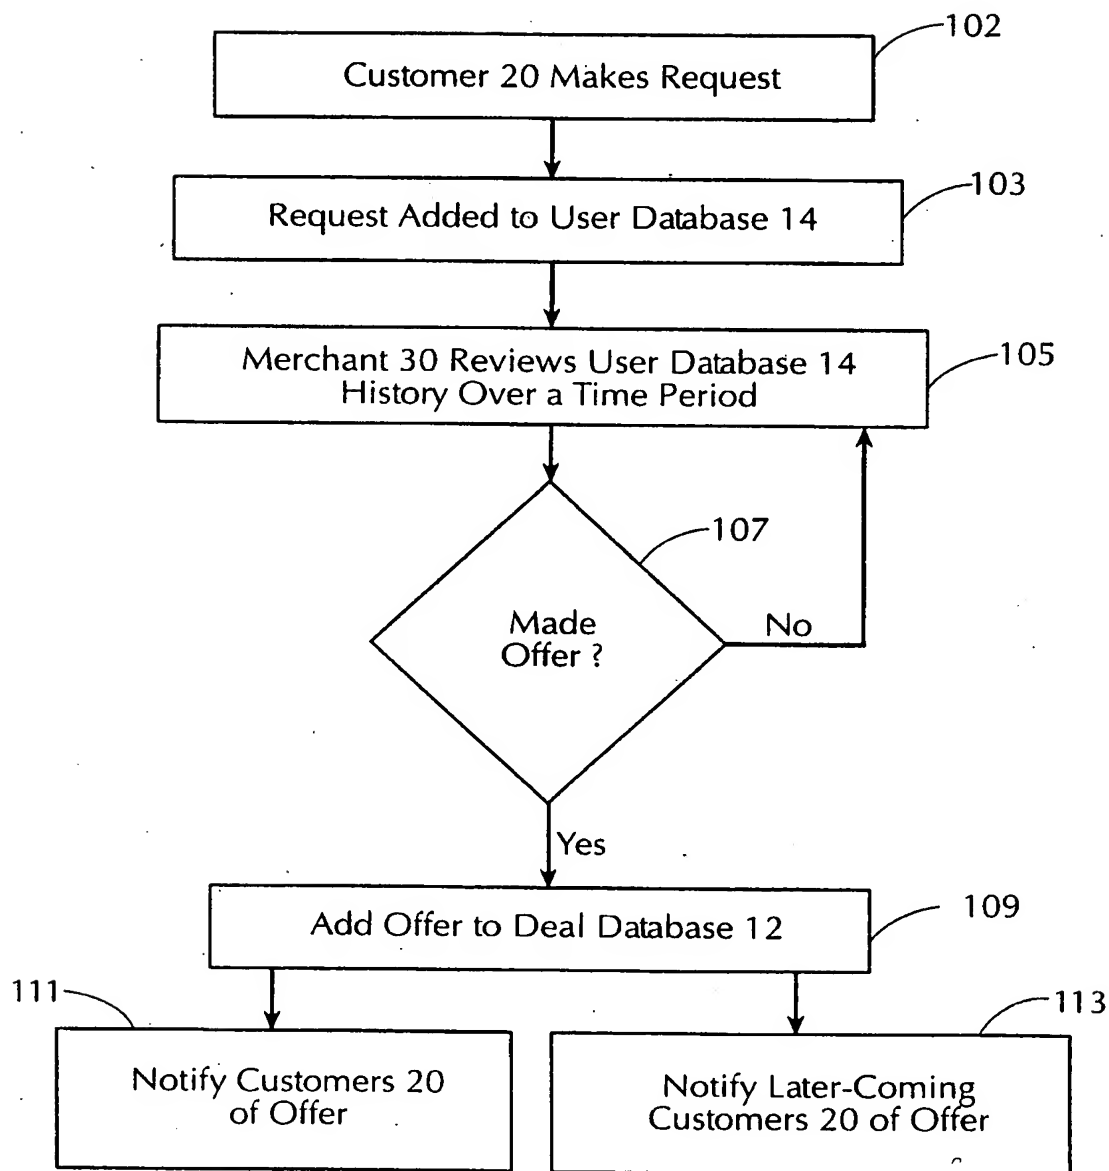 102
Customer 20 Makes Request
103
Request Added to User Database 14
Merchant 30 Reviews User Database 14
History Over a Time Period
105
107
Made
Offer ?
No
Yes
Add Offer to Deal Database 12
109
111
113
Notify Customers 20
of Offer
Notify Later-Coming
Customers 20 of Offer